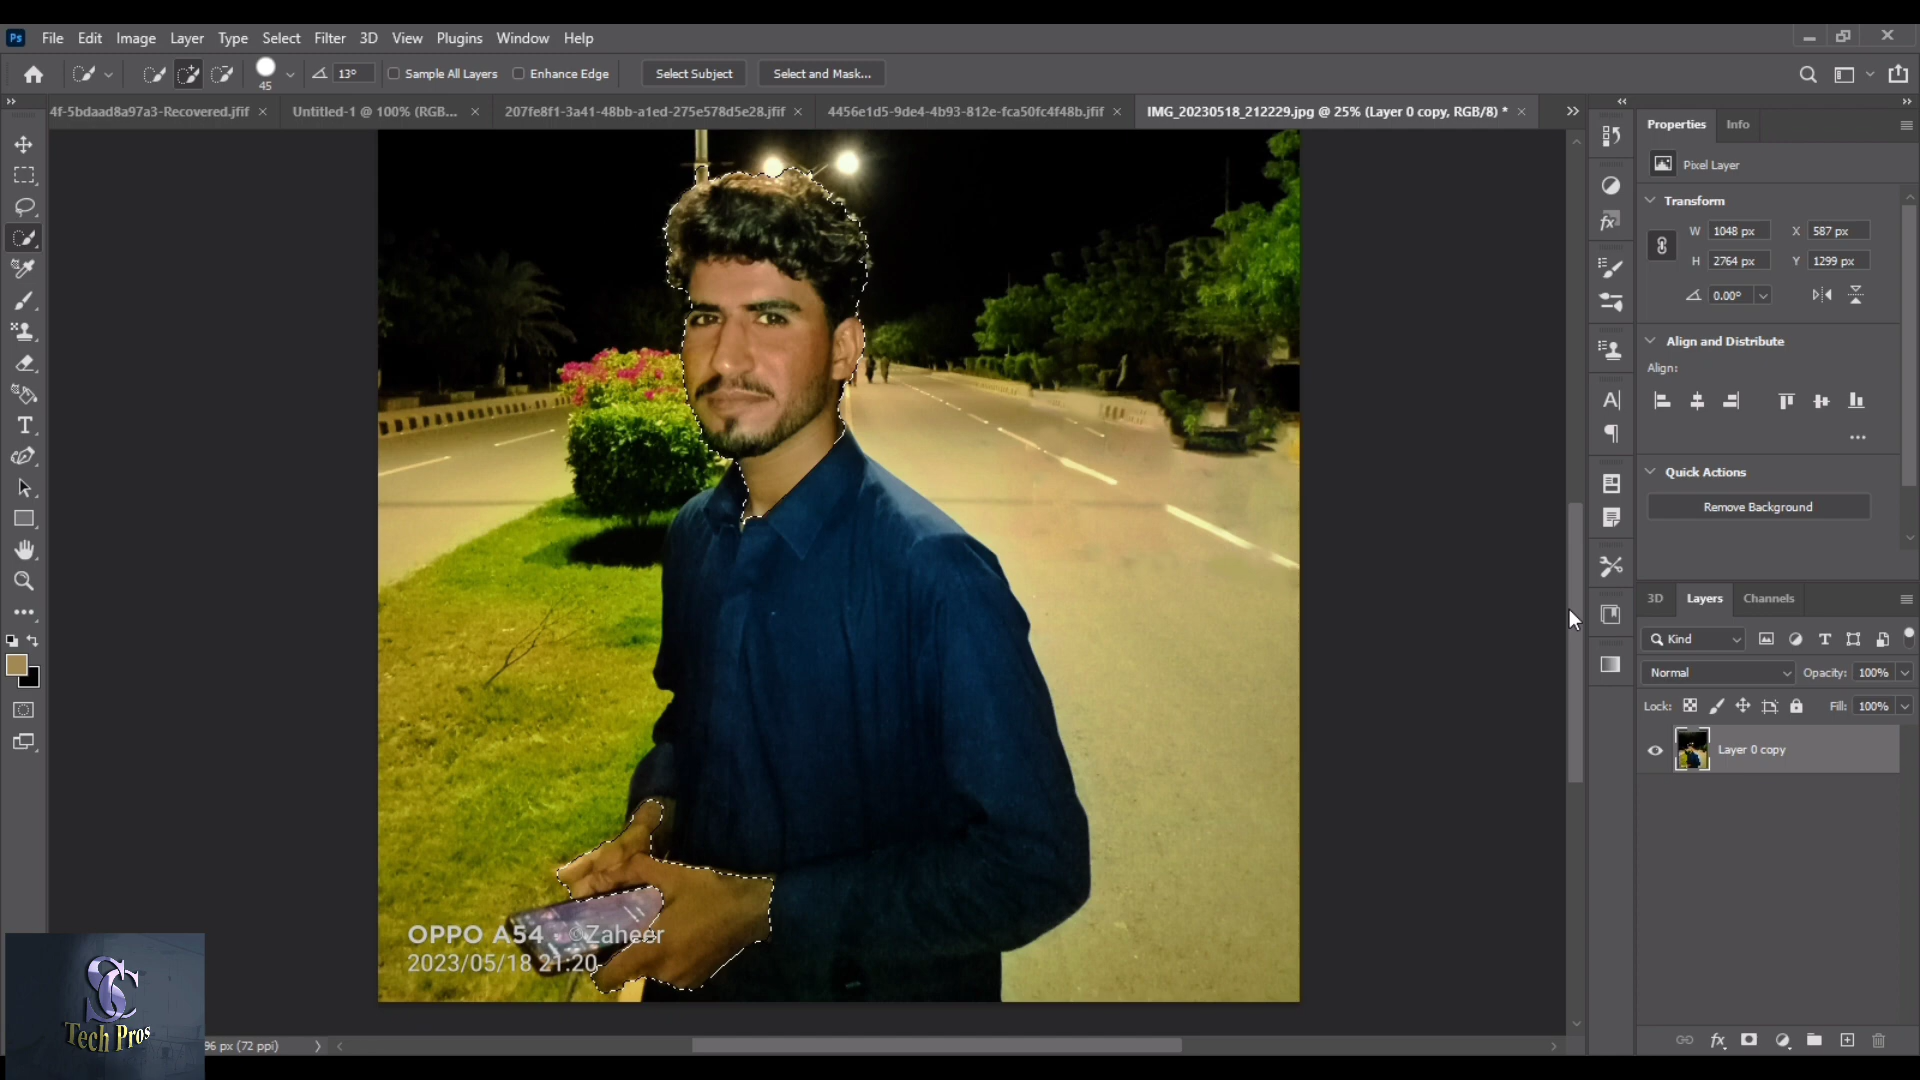 Ps File Edit Image Layer Type Select Filter 3D View Plugins Window Help
45 13° Sample All Layers Enhance Edge Select Subject Select and Mask...
4f-5bdaad8a97a3-Recovered.jfif × Untitled-1 @ 100% (RGB... × 207fe8f1-3a41-48bb-a1ed-275e578d5e28.jfif × 4456e1d5-9de4-4b93-812e-fca50fc4f48b.jfif × IMG_20230518_212229.jpg @ 25% (Layer 0 copy, RGB/8) * ×
Properties Info
Pixel Layer
Transform
W 1048 px X 587 px
H 2764 px Y 1299 px
0.00°
Align and Distribute
Align:
Quick Actions
Remove Background
3D Layers Channels
Kind
Normal Opacity: 100%
Lock: Fill: 100%
Layer 0 copy
OPPO A54 ©Zaheer
2023/05/18 21:20
SC
Tech Pros
96 px (72 ppi)